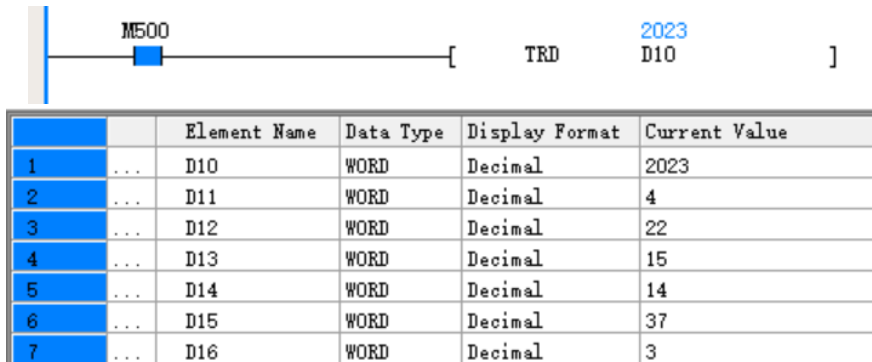 M500 2023
[ TRD D10 ]
Element Name Data Type Display Format Current Value
1 ... D10 WORD Decimal 2023
2 ... D11 WORD Decimal 4
3 ... D12 WORD Decimal 22
4 ... D13 WORD Decimal 15
5 ... D14 WORD Decimal 14
6 ... D15 WORD Decimal 37
7 ... D16 WORD Decimal 3